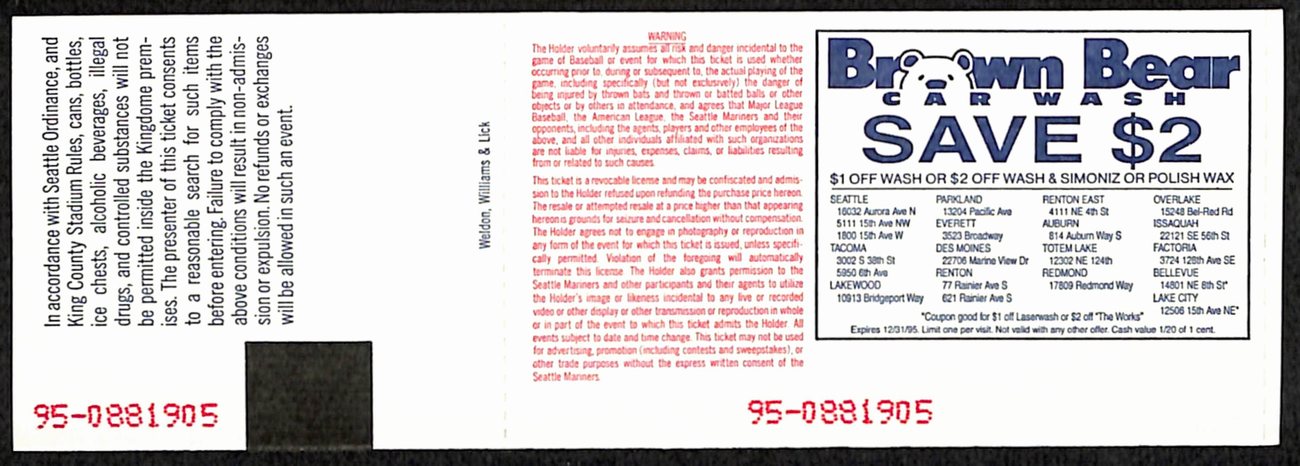 In accordance with Seattle Ordinance, and
King County Stadium Rules, cans, bottles,
ice chests, alcoholic beverages, illegal
drugs, and controlled substances will not
be permitted inside the Kingdome prem-
ises. The presenter of this ticket consents
to a reasonable search for such items
before entering. Failure to comply with the
above conditions will result in non-admis-
sion or expulsion. No refunds or exchanges
will be allowed in such an event.
95-0881905
Weldon, Williams & Lick
WARNING
The Holder voluntarily assumes all risk and danger incidental to the
game of Baseball or event for which this ticket is used whether
occurring prior to, during or subsequent to, the actual playing of the
game, including specifically (but not exclusively) the danger of
being injured by thrown bats and thrown or batted balls or other
objects or by others in attendance, and agrees that Major League
Baseball, the American League, the Seattle Mariners and their
opponents, including the agents, players and other employees of the
above, and all other individuals affiliated with such organizations
are not liable for injuries, expenses, claims, or liabilities resulting
from or related to such causes.
This ticket is a revocable license and may be confiscated and admis-
sion to the Holder refused upon refunding the purchase price hereon.
The resale or attempted resale at a price higher than that appearing
hereon is grounds for seizure and cancellation without compensation.
The Holder agrees not to engage in photography or reproduction in
any form of the event for which this ticket is issued, unless specifi-
cally permitted. Violation of the foregoing will automatically
terminate this license. The Holder also grants permission to the
Seattle Mariners and other participants and their agents to utilize
the Holder's image or likeness incidental to any live or recorded
video or other display or other transmission or reproduction in whole
or in part of the event to which this ticket admits the Holder. All
events subject to date and time change. This ticket may not be used
for advertising, promotion (including contests and sweepstakes), or
other trade purposes without the express written consent of the
Seattle Mariners.
95-0881905
Brown Bear
CAR WASH
SAVE $2
$1 OFF WASH OR $2 OFF WASH & SIMONIZ OR POLISH WAX
SEATTLE
16032 Aurora Ave N
5111 15th Ave NW
1800 15th Ave W
TACOMA
3002 S 38th St
5950 6th Ave
LAKEWOOD
10913 Bridgeport Way
PARKLAND
13204 Pacific Ave
EVERETT
3523 Broadway
DES MOINES
22706 Marine View Dr
RENTON
77 Rainier Ave S
621 Rainier Ave S
RENTON EAST
4111 NE 4th St
AUBURN
814 Auburn Way S
TOTEM LAKE
12302 NE 124th
REDMOND
17809 Redmond Way
OVERLAKE
15248 Bel-Red Rd
ISSAQUAH
22121 SE 56th St
FACTORIA
3724 128th Ave SE
BELLEVUE
14801 NE 8th St*
LAKE CITY
12506 15th Ave NE*
*Coupon good for $1 off Laserwash or $2 off "The Works"
Expires 12/31/95. Limit one per visit. Not valid with any other offer. Cash value 1/20 of 1 cent.